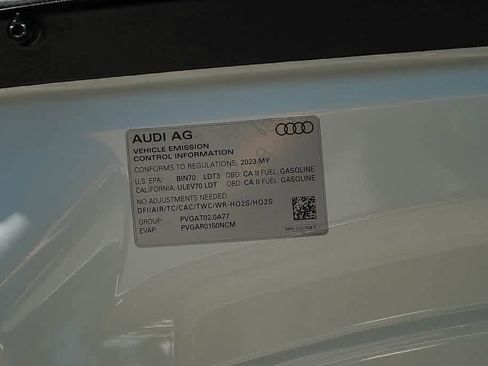 AUDI AG
VEHICLE EMISSION
CONTROL INFORMATION
CONFORMS TO REGULATIONS: 2023 MY
U.S. EPA: BIN70 LDT3 OBD: CA II FUEL: GASOLINE
CALIFORNIA: ULEV70 LDT OBD: CA II FUEL: GASOLINE
NO ADJUSTMENTS NEEDED.
DFI/AIR/TC/CAC/TWC/WR-HO2S/HO2S
GROUP: PVGAT02.0A77
EVAP: PVGAR0150NCM